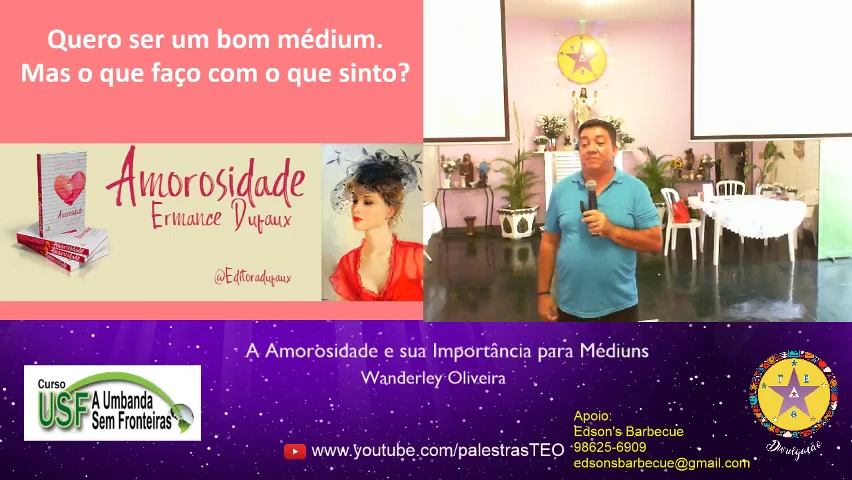 Quero ser um bom médium.
Mas o que faço com o que sinto?
Amorosidade
Ermance Dufaux
@Editoradufaux
Amorosidade
A Amorosidade e sua Importância para Médiuns
Wanderley Oliveira
Curso
USF A Umbanda
Sem Fronteiras
www.youtube.com/palestrasTEO
Apoio:
Edson's Barbecue
98625-6909
edsonsbarbecue@gmail.com
Divulgação